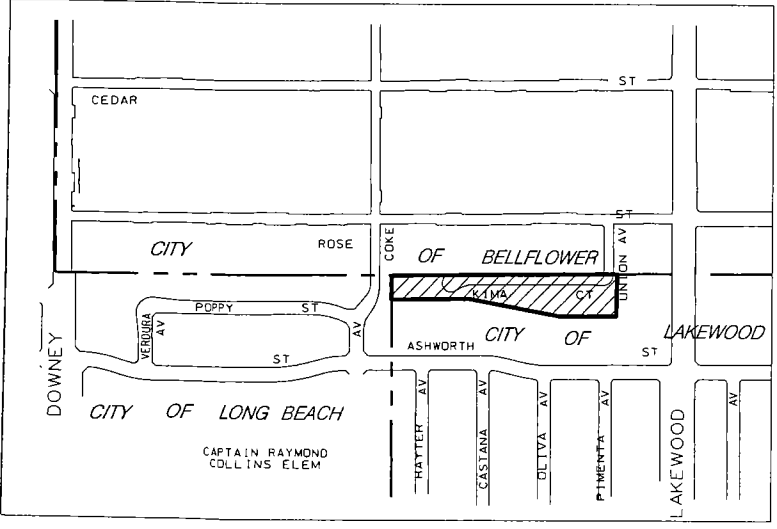 ST
CEDAR
ST
CITY
ROSE
COKE
OF
BELLFLOWER
UNION AV
KIMA
CT
POPPY
ST
VERDURA
AV
AV
CITY
OF
LAKEWOOD
ST
ASHWORTH
ST
DOWNEY
CITY OF LONG BEACH
CAPTAIN RAYMOND
COLLINS ELEM
HAYTER
AV
CASTANA
AV
OLIVA
AV
PIMENTA
AV
LAKEWOOD
AV